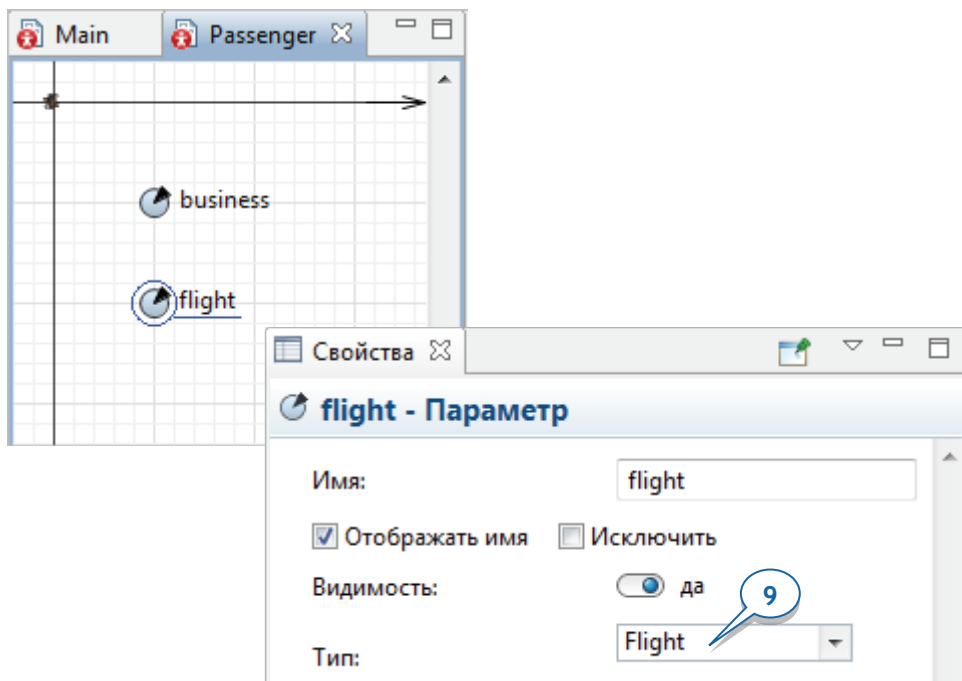 Main Passenger
business
flight
Свойства
flight - Параметр
Имя: flight
Отображать имя Исключить
Видимость: да
9
Тип: Flight